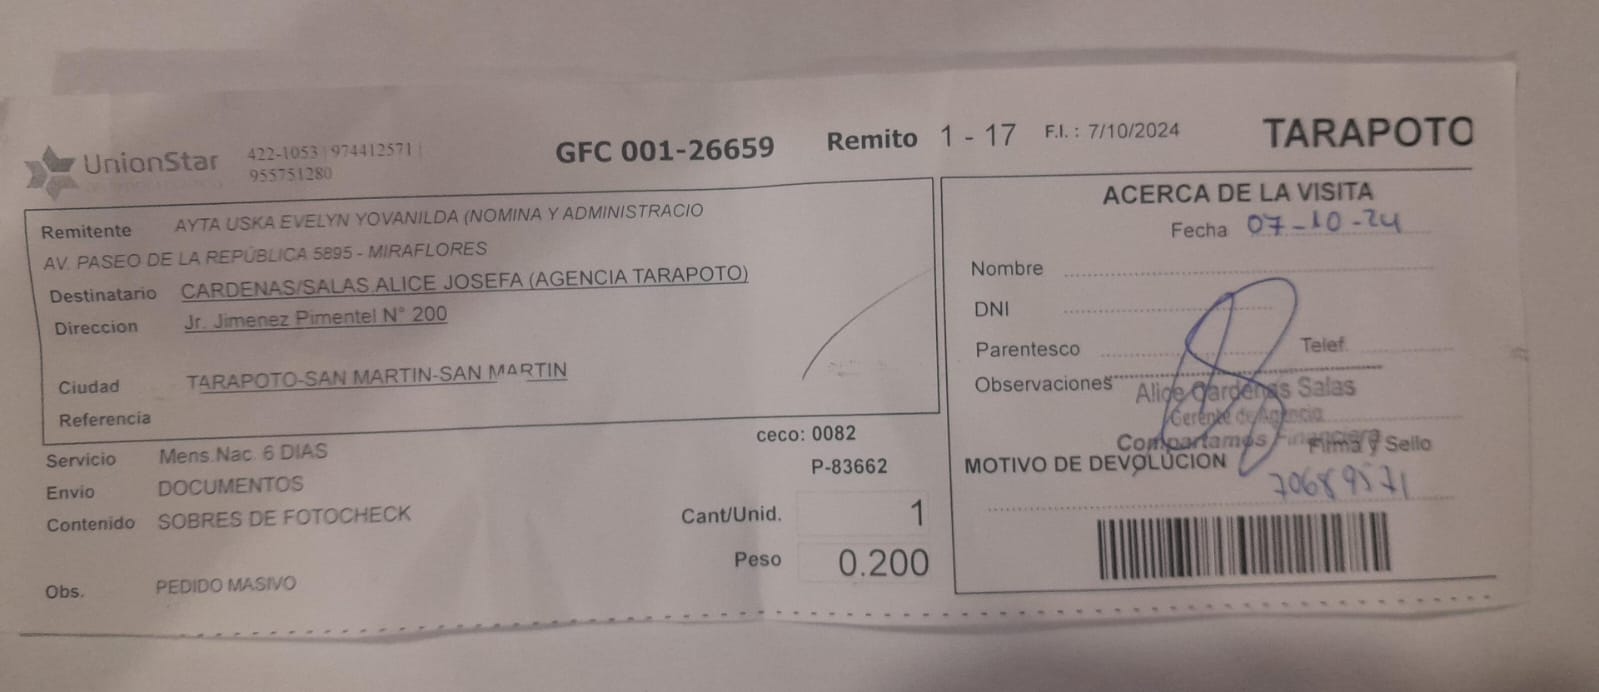 UnionStar
422-1053 | 974412571 |
955751280
GFC 001-26659
Remito 1 - 17 F.I. : 7/10/2024
TARAPOTO
Remitente AYTA USKA EVELYN YOVANILDA (NOMINA Y ADMINISTRACIO
AV. PASEO DE LA REPÚBLICA 5895 - MIRAFLORES
Destinatario CARDENAS/SALAS,ALICE JOSEFA (AGENCIA TARAPOTO)
Direccion Jr. Jimenez Pimentel N° 200
Ciudad TARAPOTO-SAN MARTIN-SAN MARTIN
Referencia
Servicio Mens.Nac. 6 DIAS
Envio DOCUMENTOS
Contenido SOBRES DE FOTOCHECK
Obs. PEDIDO MASIVO
ceco: 0082
P-83662
Cant/Unid. 1
Peso 0.200
ACERCA DE LA VISITA
Fecha 07-10-24
Nombre
DNI
Parentesco Telef.
Observaciones
Alice Cardenas Salas
Gerente de Agencia
Compartamos Financiera
Firma y Sello
MOTIVO DE DEVOLUCION
70689571